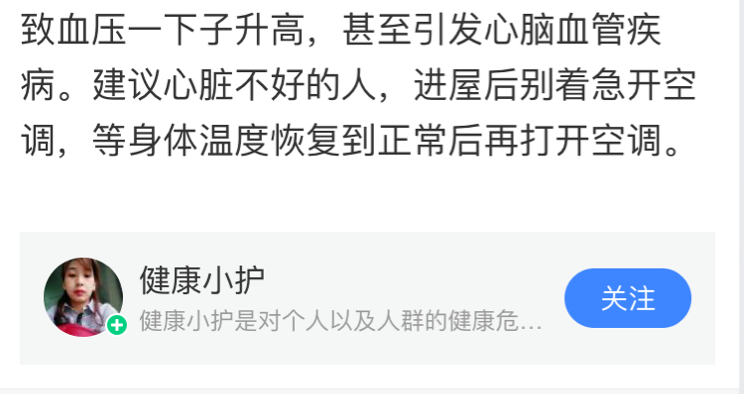 致血压一下子升高，甚至引发心脑血管疾
病。建议心脏不好的人，进屋后别着急开空
调，等身体温度恢复到正常后再打开空调。
健康小护
健康小护是对个人以及人群的健康危…
关注